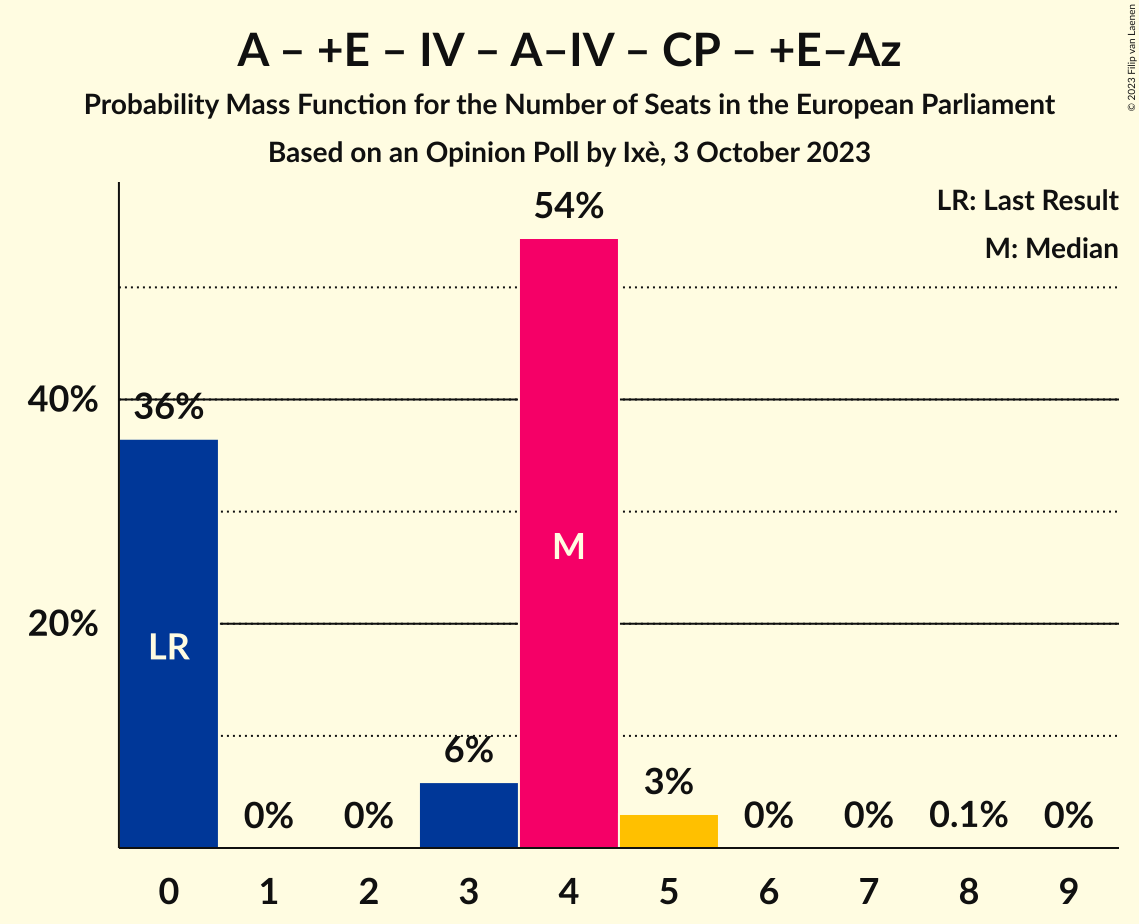 A – +E – IV – A–IV – CP – +E–Az
Probability Mass Function for the Number of Seats in the European Parliament
Based on an Opinion Poll by Ixè, 3 October 2023
© 2023 Filip van Laenen
LR: Last Result
M: Median
54%
40%
36%
M
20%
LR
6%
3%
0%
0%
0%
0%
0.1%
0%
0 1 2 3 4 5 6 7 8 9